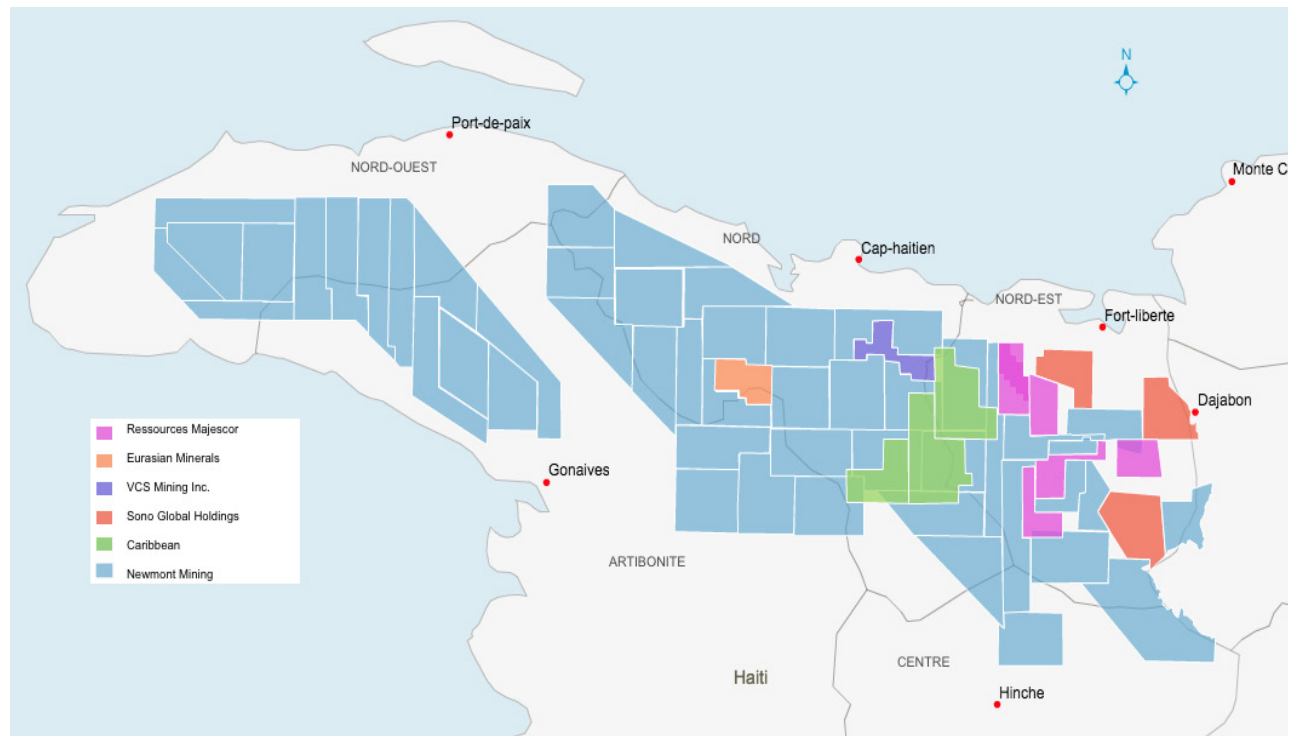 N
Port-de-paix
NORD-OUEST
Monte C
NORD
Cap-haitien
NORD-EST
Fort-liberte
Dajabon
Ressources Majescor
Eurasian Minerals
VCS Mining Inc.
Sono Global Holdings
Caribbean
Newmont Mining
Gonaives
ARTIBONITE
CENTRE
Haiti
Hinche